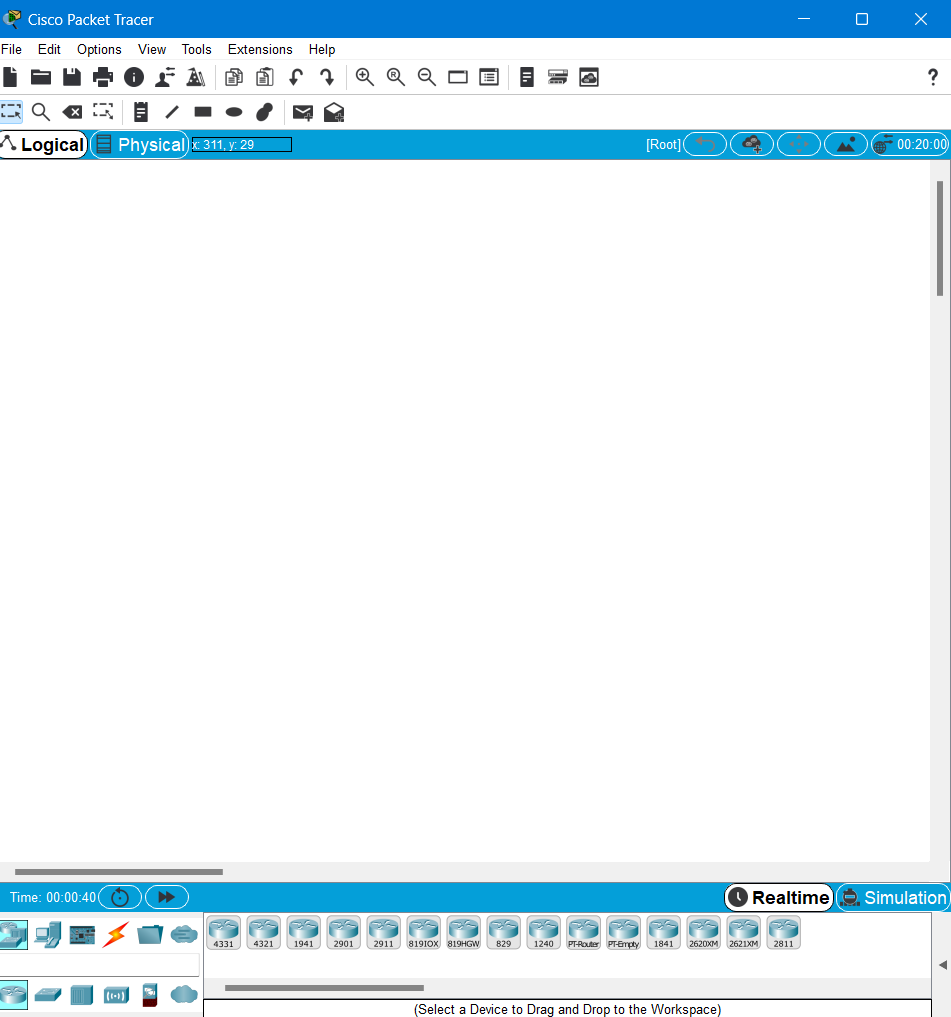 Cisco Packet Tracer
File Edit Options View Tools Extensions Help
Logical Physical x: 311, y: 29 [Root] 00:20:00
Time: 00:00:40 Realtime Simulation
4331 4321 1941 2901 2911 819IOX 819HGW 829 1240 PT-Router PT-Empty 1841 2620XM 2621XM 2811
(Select a Device to Drag and Drop to the Workspace)